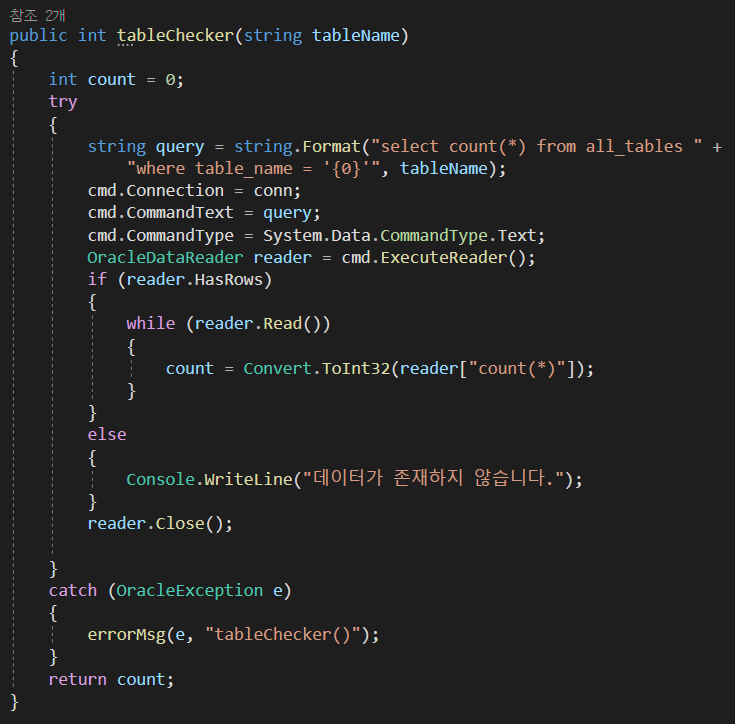 참조 2개
public int tableChecker(string tableName)
{
    int count = 0;
    try
    {
        string query = string.Format("select count(*) from all_tables " +
            "where table_name = '{0}'", tableName);
        cmd.Connection = conn;
        cmd.CommandText = query;
        cmd.CommandType = System.Data.CommandType.Text;
        OracleDataReader reader = cmd.ExecuteReader();
        if (reader.HasRows)
        {
            while (reader.Read())
            {
                count = Convert.ToInt32(reader["count(*)"]);
            }
        }
        else
        {
            Console.WriteLine("데이터가 존재하지 않습니다.");
        }
        reader.Close();
    }
    catch (OracleException e)
    {
        errorMsg(e, "tableChecker()");
    }
    return count;
}